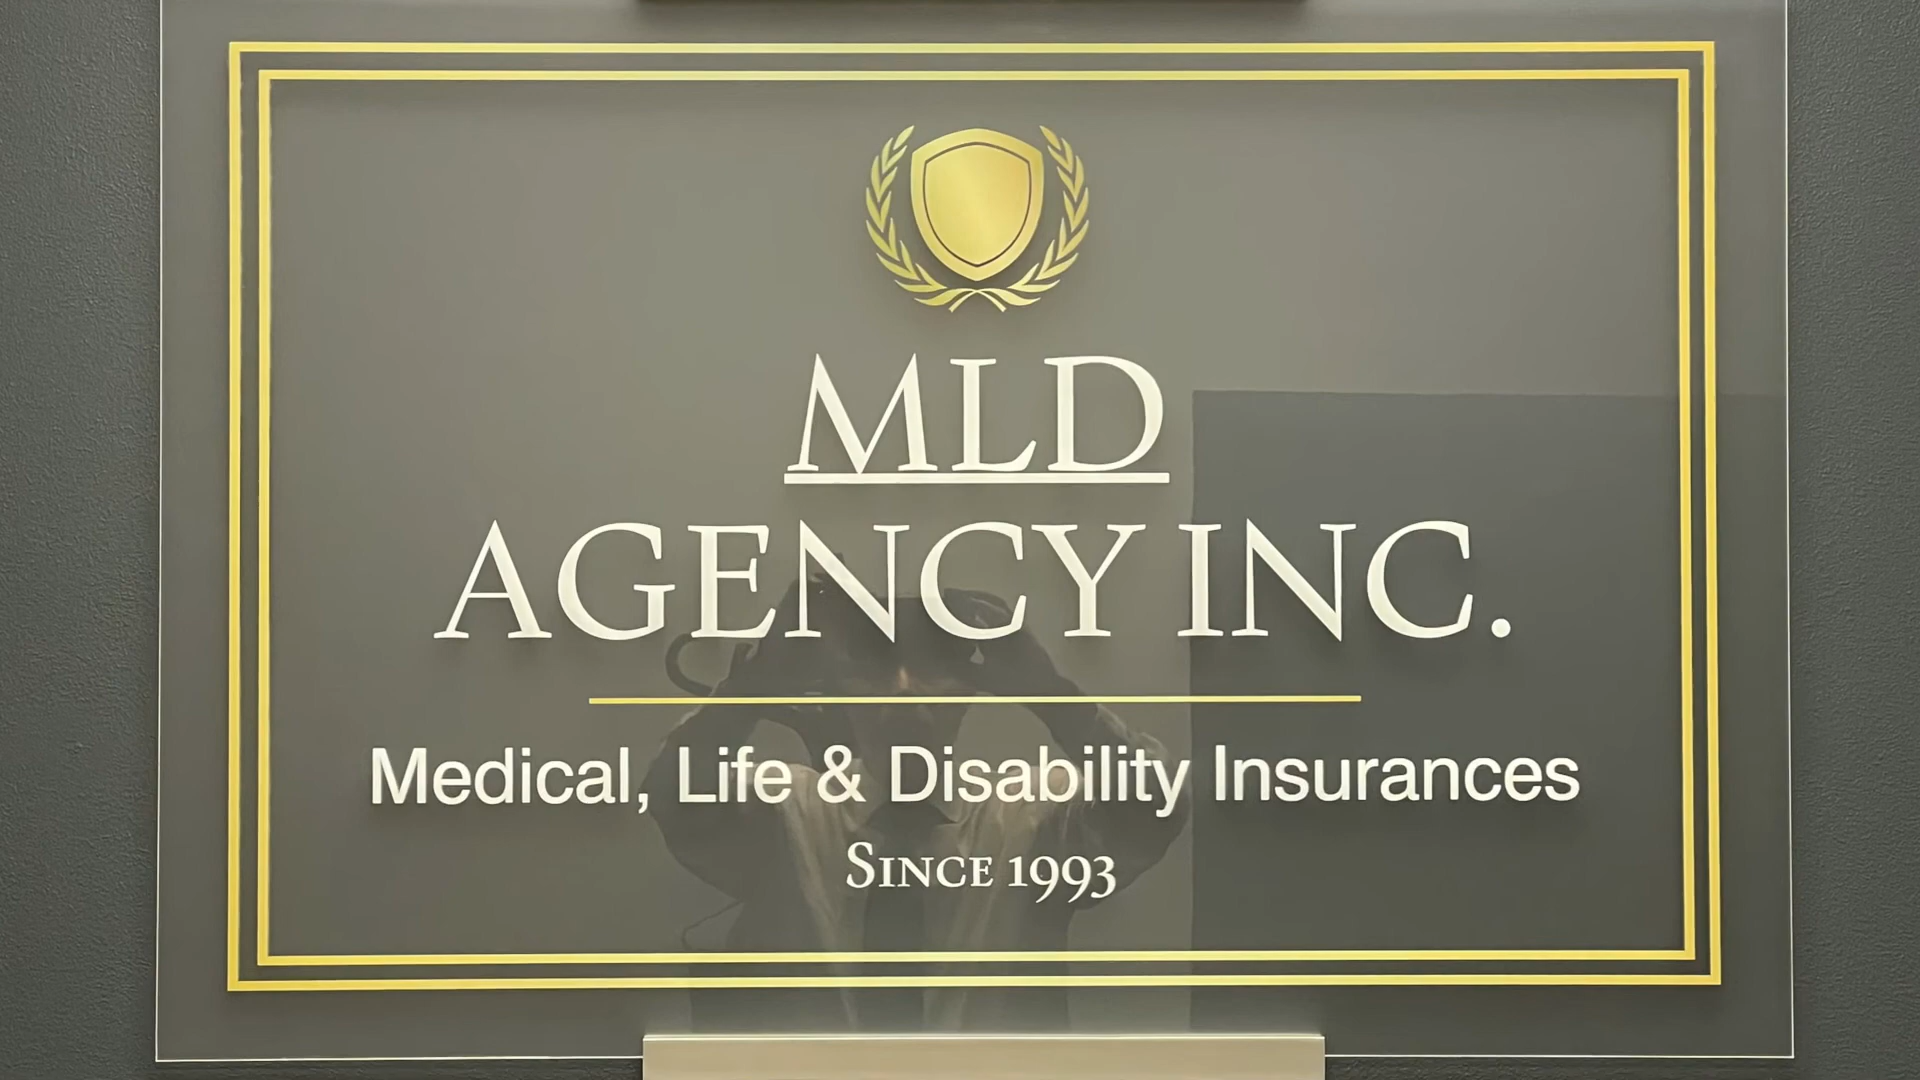 MLD
AGENCY INC.
Medical, Life & Disability Insurances
SINCE 1993